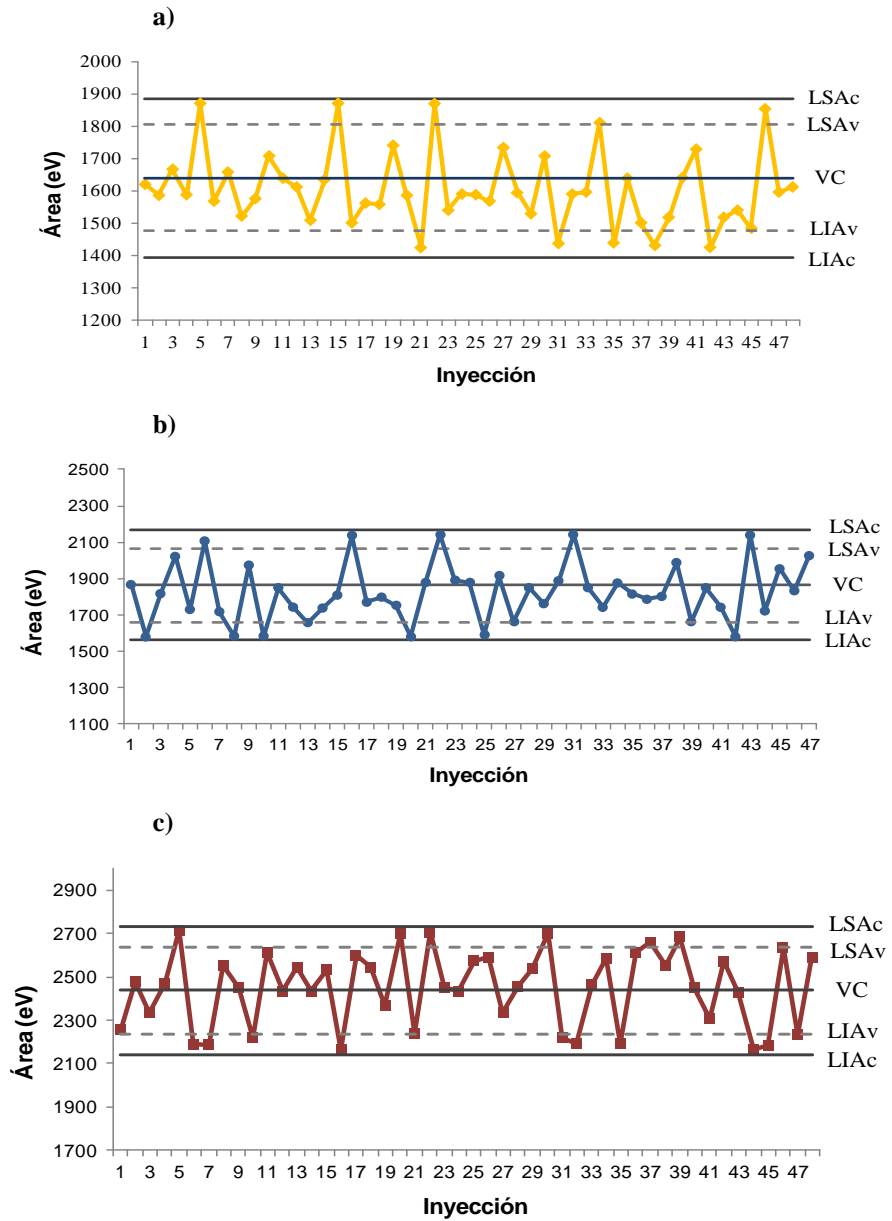 a)
2000
1900
1800
1700
1600
1500
1400
1300
1200
Área (eV)
LSAc
LSAv
VC
LIAv
LIAc
1 3 5 7 9 11 13 15 17 19 21 23 25 27 29 31 33 35 37 39 41 43 45 47
Inyección
b)
2500
2300
2100
1900
1700
1500
1300
1100
Área (eV)
LSAc
LSAv
VC
LIAv
LIAc
1 3 5 7 9 11 13 15 17 19 21 23 25 27 29 31 33 35 37 39 41 43 45 47
Inyección
c)
2900
2700
2500
2300
2100
1900
1700
Área (eV)
LSAc
LSAv
VC
LIAv
LIAc
1 3 5 7 9 11 13 15 17 19 21 23 25 27 29 31 33 35 37 39 41 43 45 47
Inyección